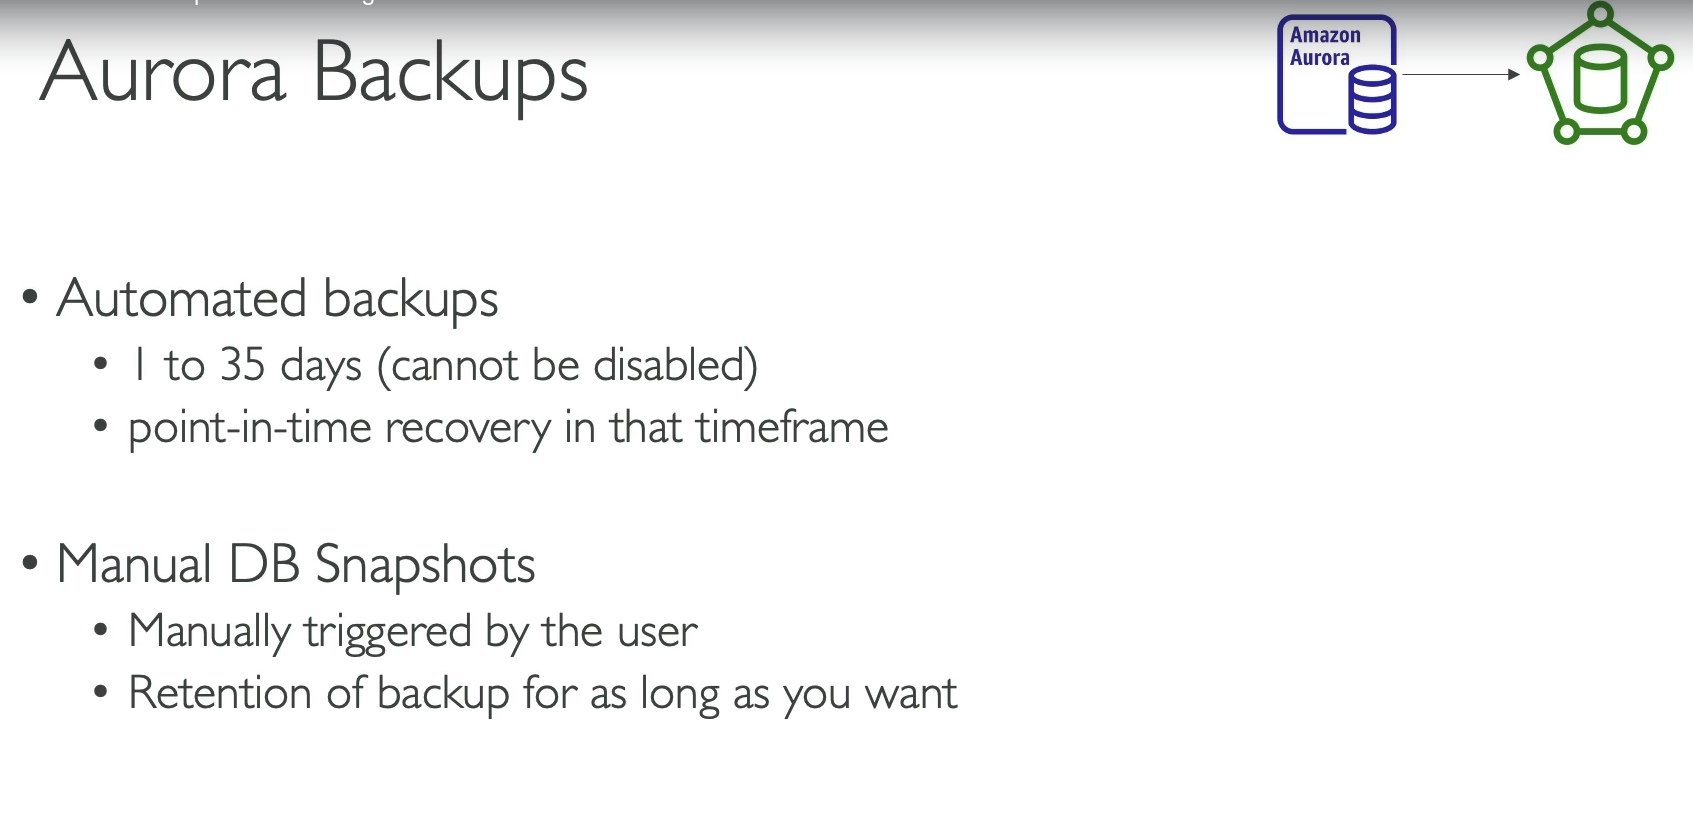 Aurora Backups
Amazon
Aurora
• Automated backups
• 1 to 35 days (cannot be disabled)
• point-in-time recovery in that timeframe
• Manual DB Snapshots
• Manually triggered by the user
• Retention of backup for as long as you want